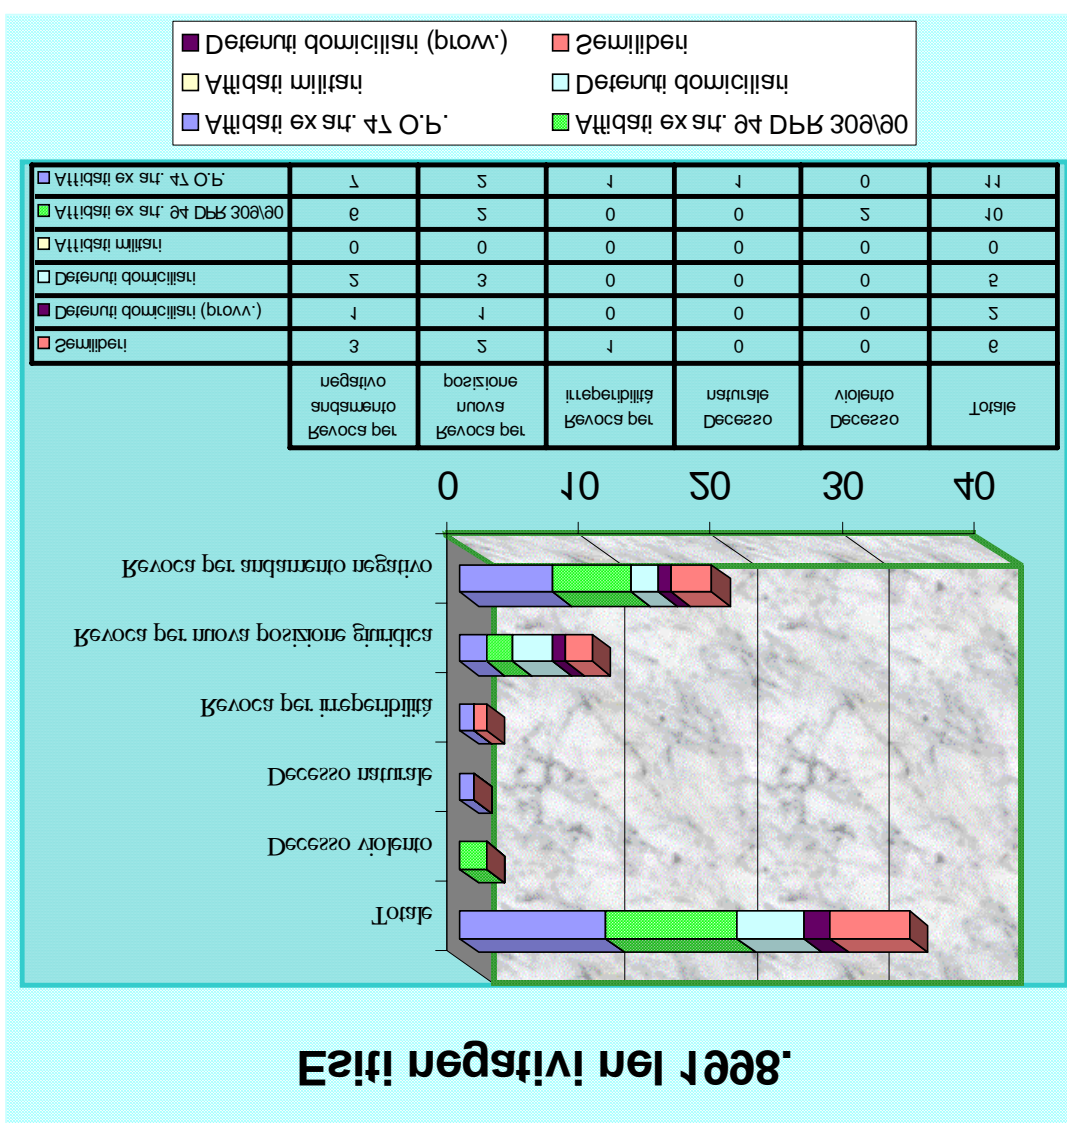 Esiti negativi nel 1998.
Totale
Decesso violento
Decesso naturale
Revoca per irreperibilità
Revoca per nuova posizione giuridica
Revoca per andamento negativo
0 10 20 30 40
Revoca per andamento negativo
Revoca per nuova posizione
Revoca per irreperibilità
Decesso naturale
Decesso violento
Totale
Semiliberi 3 2 1 0 0 6
Detenuti domiciliari (provv.) 1 1 0 0 0 2
Detenuti domiciliari 2 3 0 0 0 5
Affidati militari 0 0 0 0 0 0
Affidati ex art. 94 DPR 309/90 6 2 0 0 2 10
Affidati ex art. 47 O.P. 7 2 1 1 0 11
Affidati ex art. 47 O.P. Affidati ex art. 94 DPR 309/90
Affidati militari Detenuti domiciliari
Detenuti domiciliari (provv.) Semiliberi